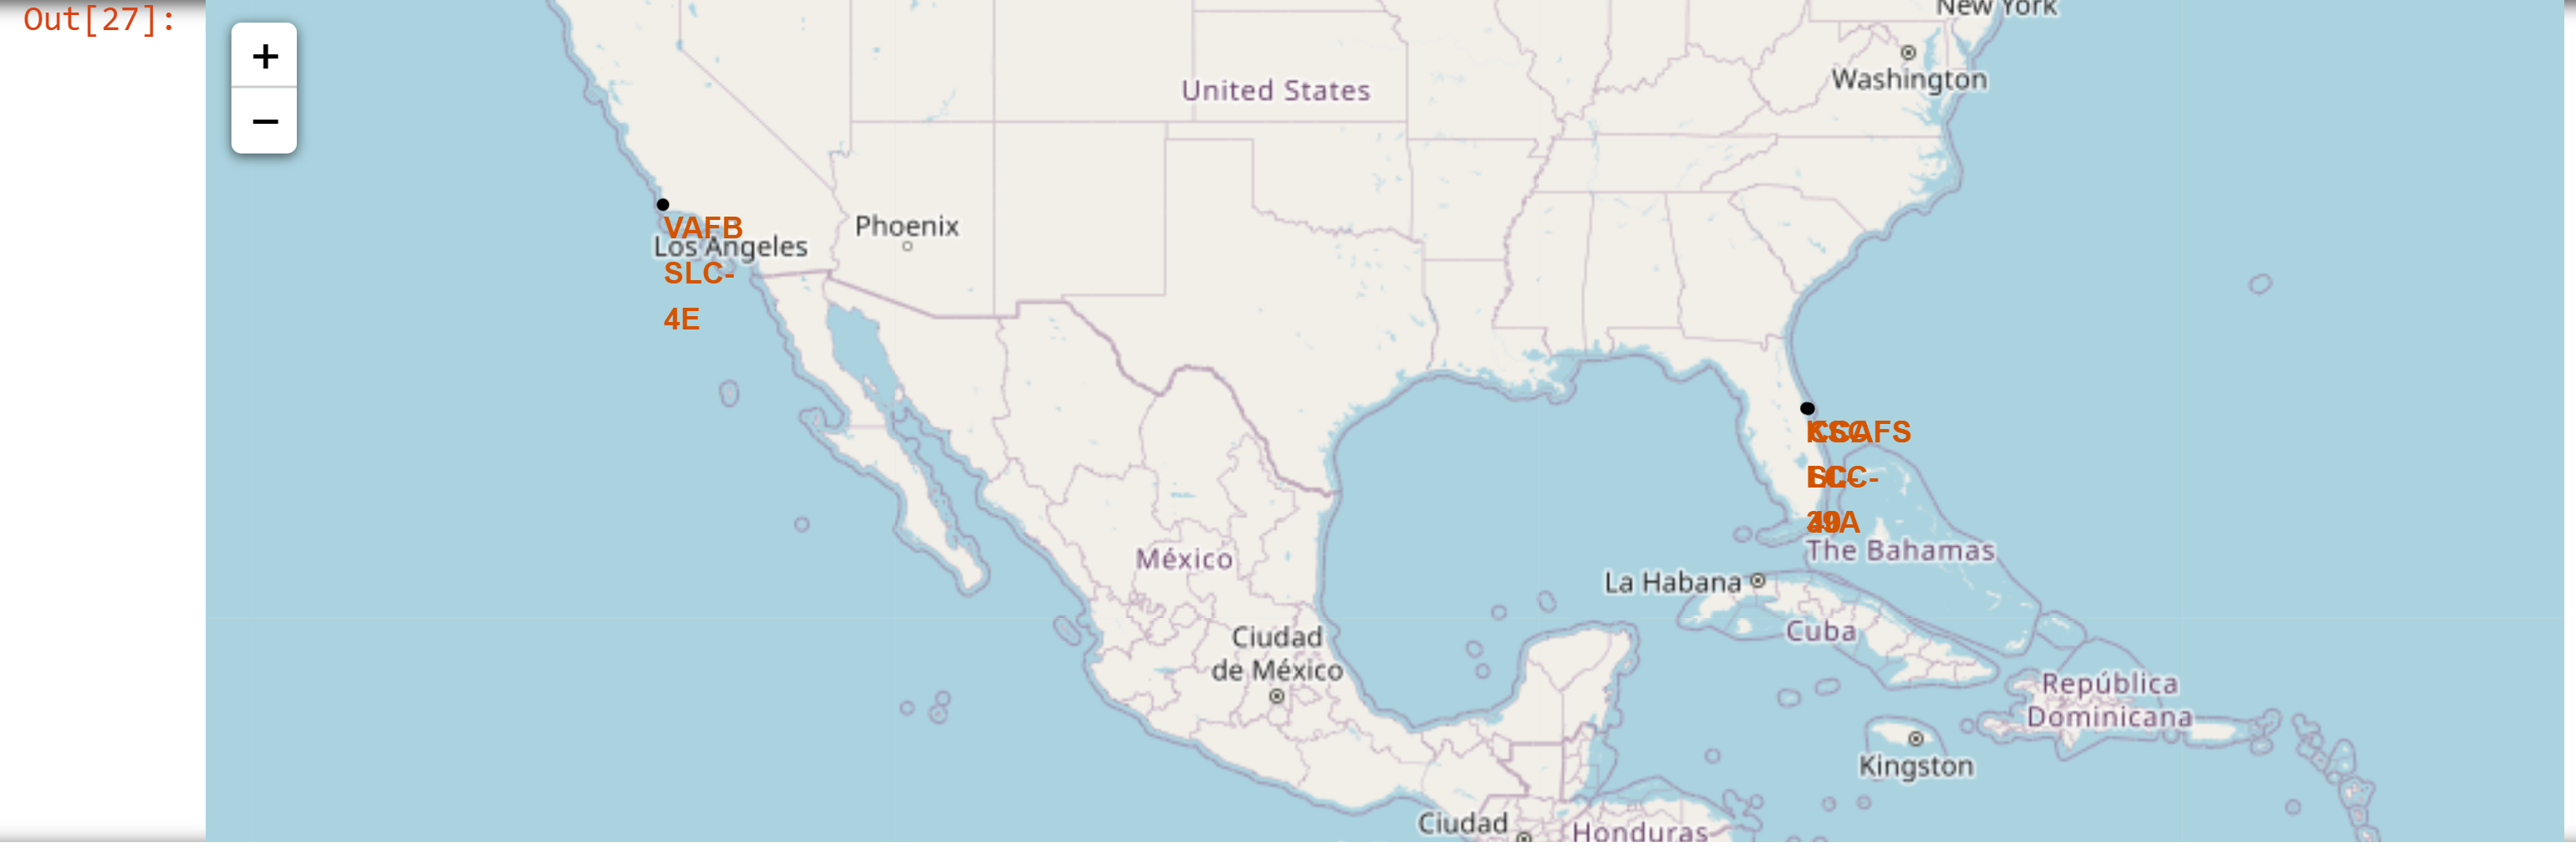 Out[27]:
+
−
New York
Washington
United States
VAFB
Los Angeles
SLC-
4E
Phoenix
The Bahamas
México
La Habana
Cuba
Ciudad
de México
República
Dominicana
Kingston
Ciudad
Honduras